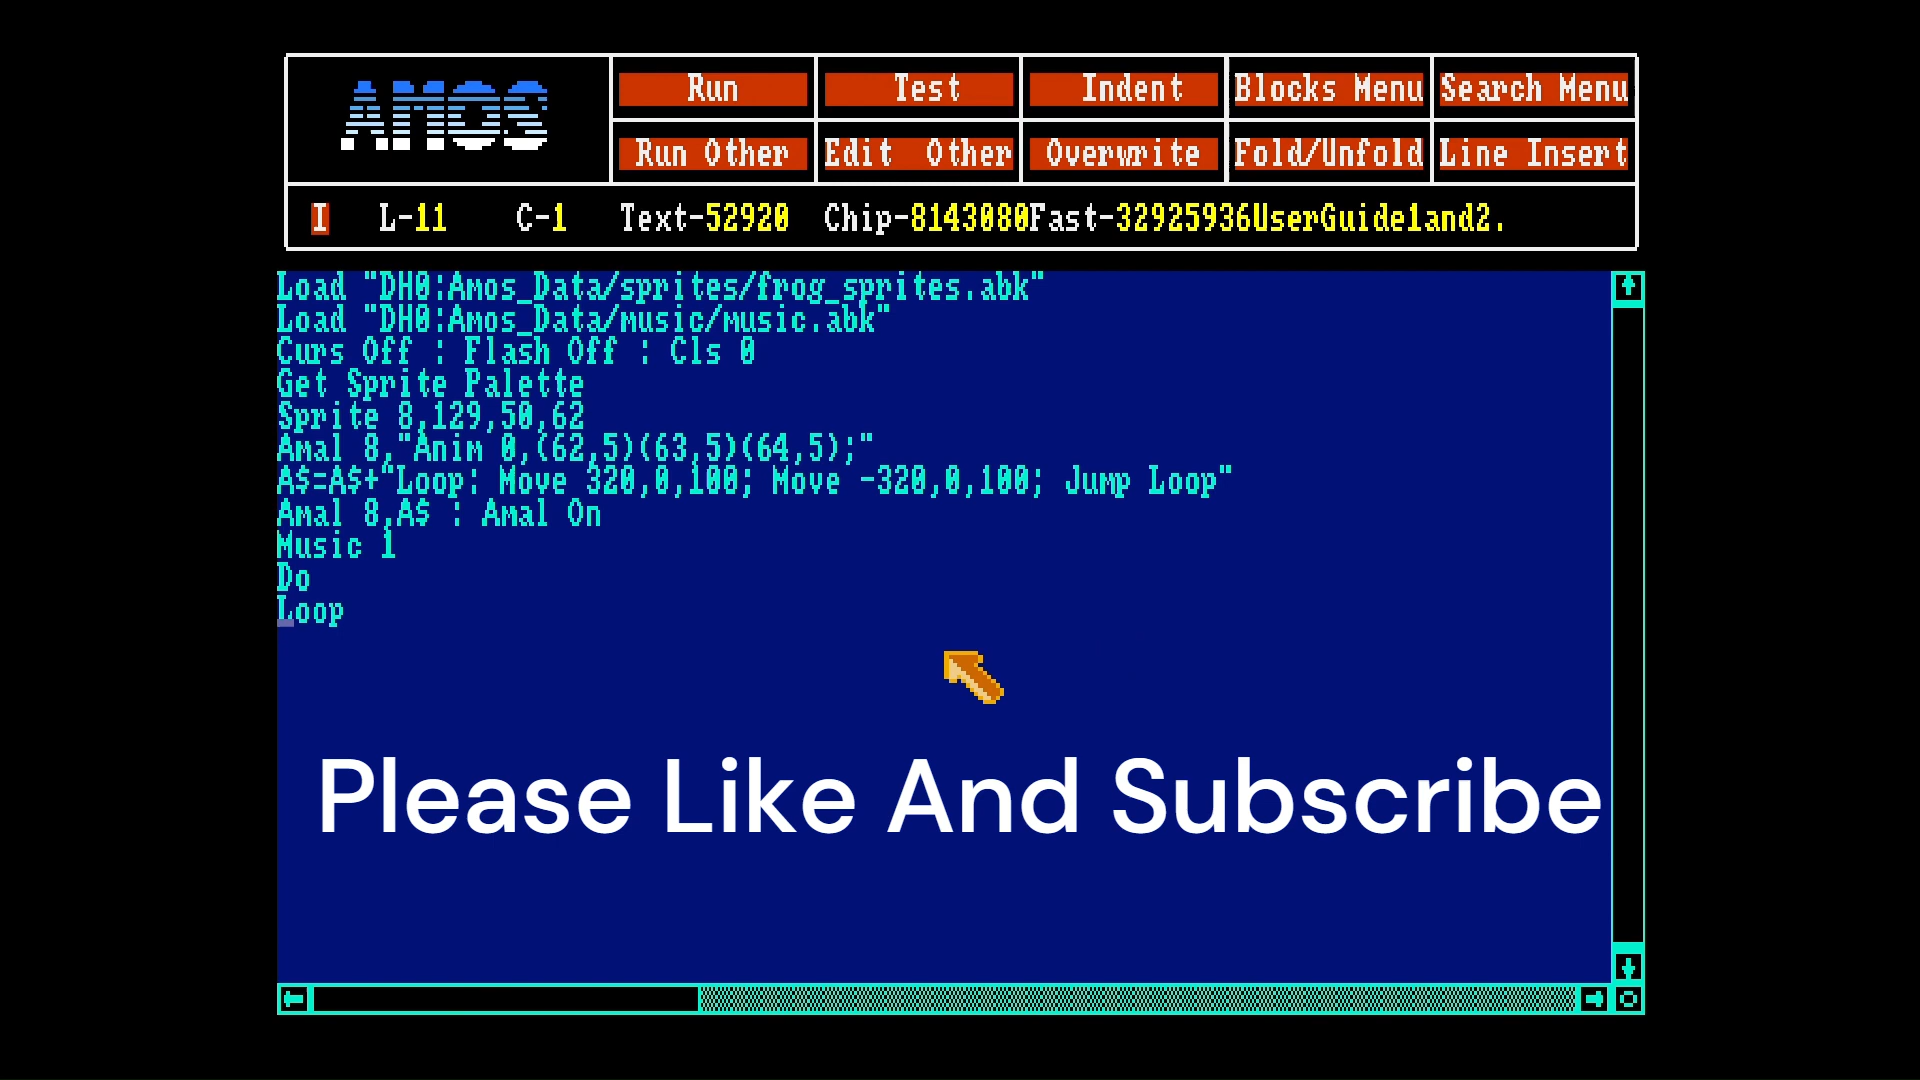 AMOS
Run Test Indent Blocks Menu Search Menu
Run Other Edit Other Overwrite Fold/Unfold Line Insert
I L-11 C-1 Text-52920 Chip-8143080Fast-32925936UserGuide1and2.
Load "DH0:Amos_Data/sprites/frog_sprites.abk"
Load "DH0:Amos_Data/music/music.abk"
Curs Off : Flash Off : Cls 0
Get Sprite Palette
Sprite 8,129,50,62
Amal 8,"Anim 0,(62,5)(63,5)(64,5);"
A$=A$+"Loop: Move 320,0,100; Move -320,0,100; Jump Loop"
Amal 8,A$ : Amal On
Music 1
Do
Loop
Please Like And Subscribe